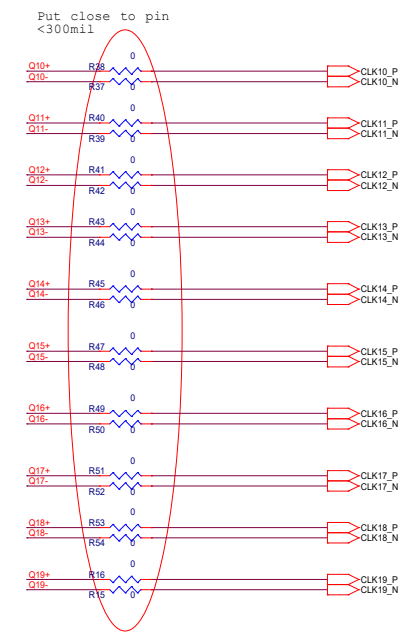 Put close to pin
<300mil
0
Q10+ R38 CLK10_P
Q10- R37 0 CLK10_N
0
Q11+ R40 CLK11_P
Q11- R39 0 CLK11_N
0
Q12+ R41 CLK12_P
Q12- R42 0 CLK12_N
0
Q13+ R43 CLK13_P
Q13- R44 0 CLK13_N
0
Q14+ R45 CLK14_P
Q14- R46 0 CLK14_N
0
Q15+ R47 CLK15_P
Q15- R48 0 CLK15_N
0
Q16+ R49 CLK16_P
Q16- R50 0 CLK16_N
0
Q17+ R51 CLK17_P
Q17- R52 0 CLK17_N
0
Q18+ R53 CLK18_P
Q18- R54 0 CLK18_N
0
Q19+ R16 CLK19_P
Q19- R15 0 CLK19_N